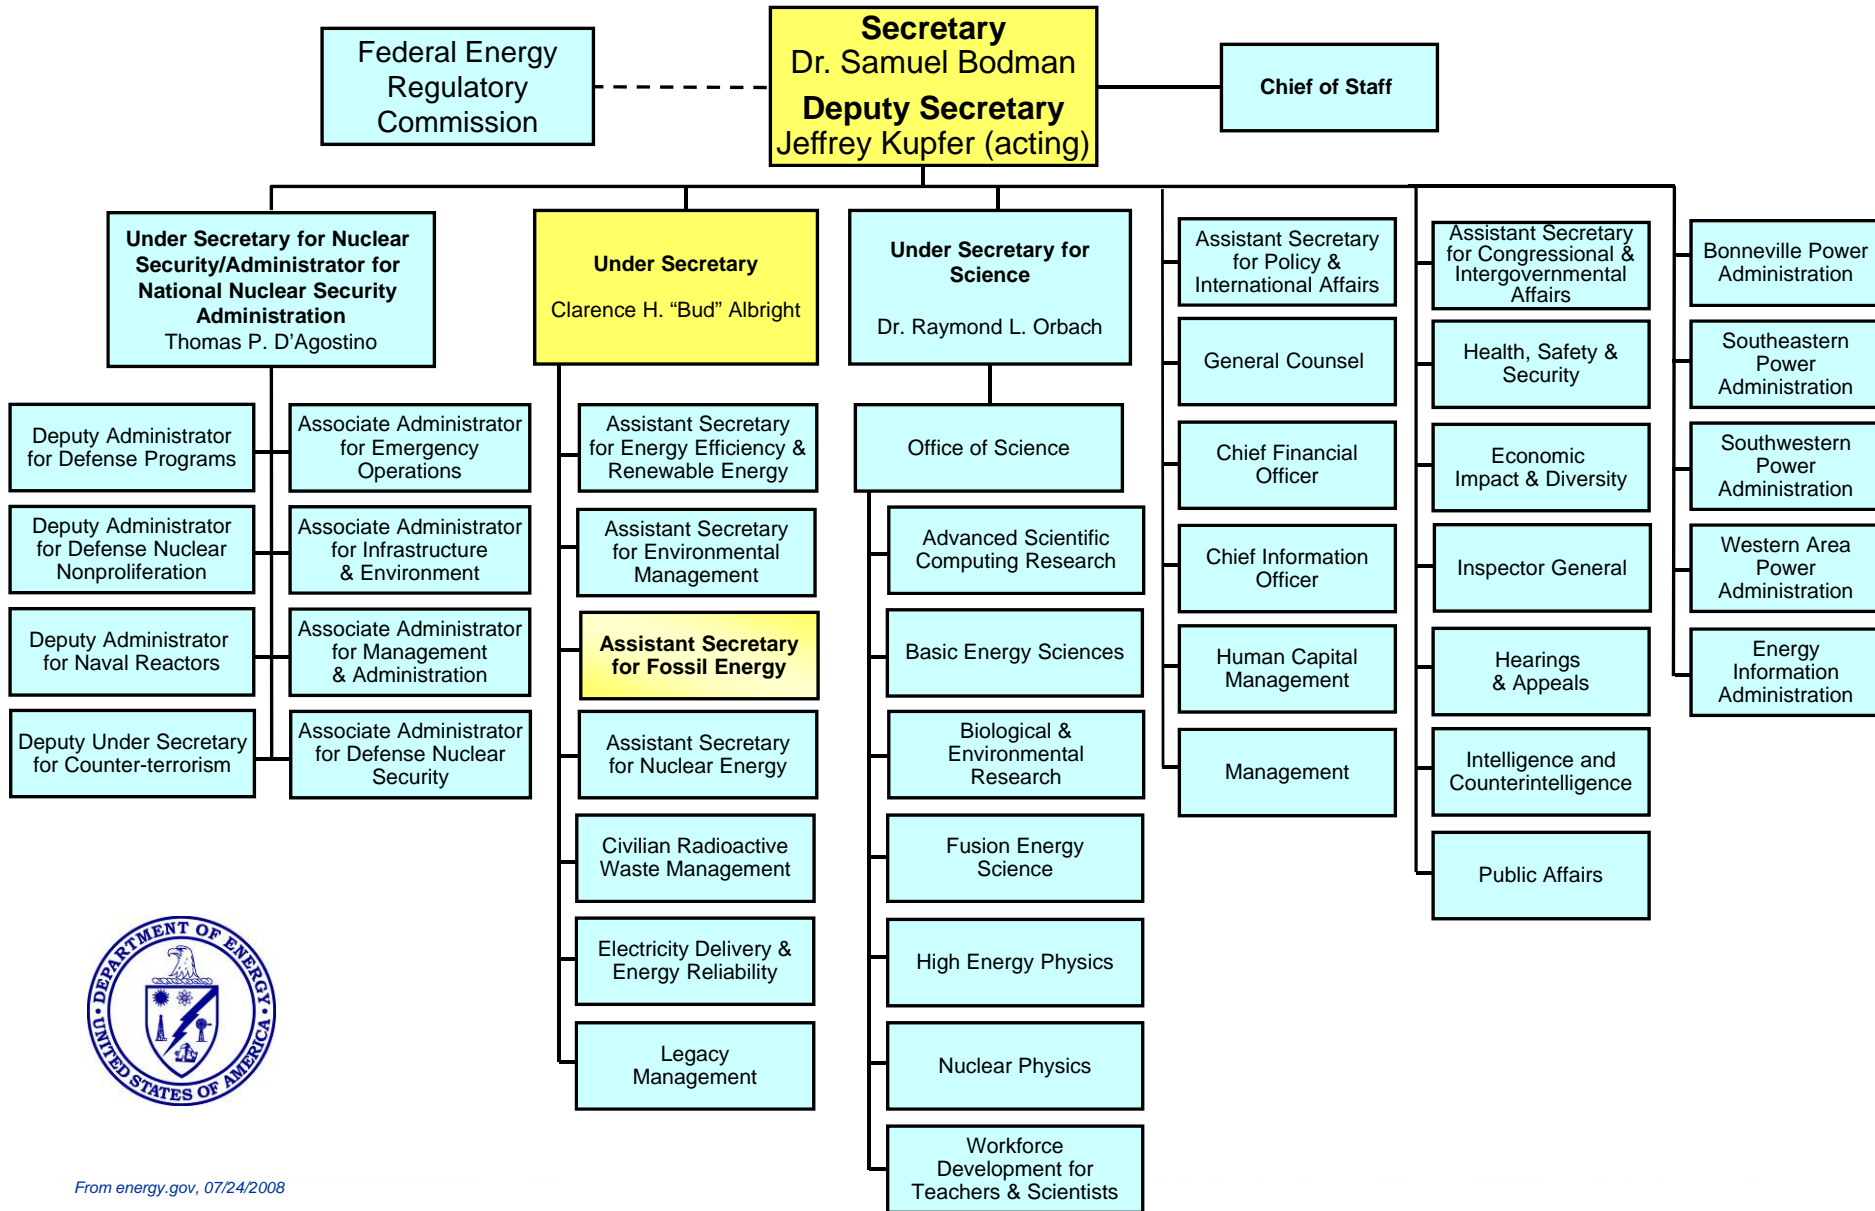 Secretary
Dr. Samuel Bodman
Deputy Secretary
Jeffrey Kupfer (acting)
Federal Energy
Regulatory
Commission
Chief of Staff
Under Secretary for Nuclear
Security/Administrator for
National Nuclear Security
Administration
Thomas P. D’Agostino
Deputy Administrator
for Defense Programs
Associate Administrator
for Emergency
Operations
Deputy Administrator
for Defense Nuclear
Nonproliferation
Associate Administrator
for Infrastructure
& Environment
Deputy Administrator
for Naval Reactors
Associate Administrator
for Management
& Administration
Deputy Under Secretary
for Counter-terrorism
Associate Administrator
for Defense Nuclear
Security
Under Secretary
Clarence H. “Bud” Albright
Assistant Secretary
for Energy Efficiency &
Renewable Energy
Assistant Secretary
for Environmental
Management
Assistant Secretary
for Fossil Energy
Assistant Secretary
for Nuclear Energy
Civilian Radioactive
Waste Management
Electricity Delivery &
Energy Reliability
Legacy
Management
Under Secretary for
Science
Dr. Raymond L. Orbach
Office of Science
Advanced Scientific
Computing Research
Basic Energy Sciences
Biological &
Environmental
Research
Fusion Energy
Science
High Energy Physics
Nuclear Physics
Workforce
Development for
Teachers & Scientists
Assistant Secretary
for Policy &
International Affairs
General Counsel
Chief Financial
Officer
Chief Information
Officer
Human Capital
Management
Management
Assistant Secretary
for Congressional &
Intergovernmental
Affairs
Health, Safety &
Security
Economic
Impact & Diversity
Inspector General
Hearings
& Appeals
Intelligence and
Counterintelligence
Public Affairs
Bonneville Power
Administration
Southeastern
Power
Administration
Southwestern
Power
Administration
Western Area
Power
Administration
Energy
Information
Administration
DEPARTMENT OF ENERGY
UNITED STATES OF AMERICA
From energy.gov, 07/24/2008